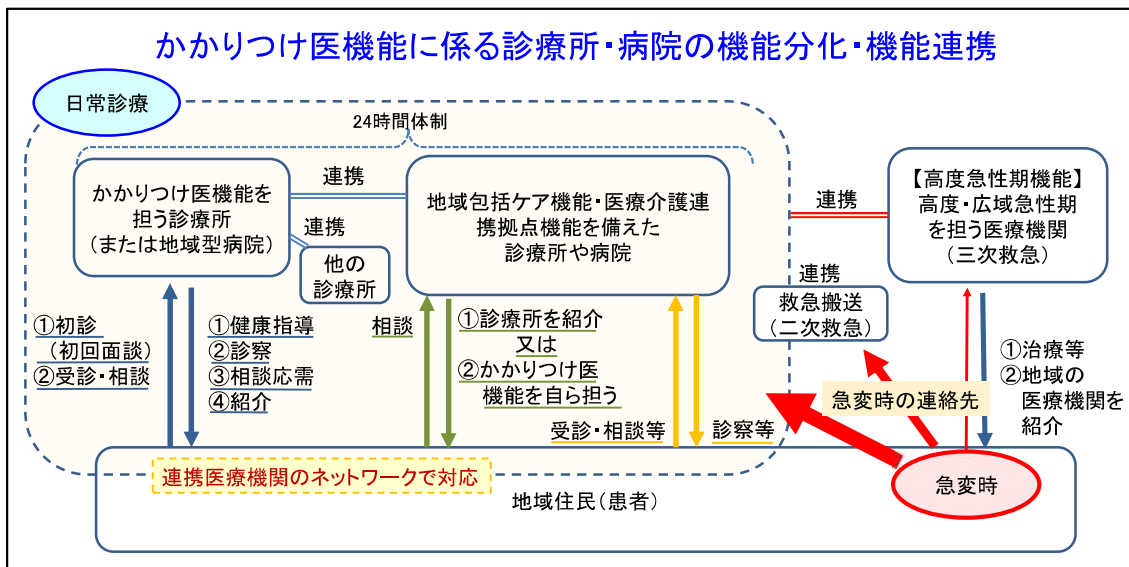 かかりつけ医機能に係る診療所・病院の機能分化・機能連携
日常診療
24時間体制
かかりつけ医機能を
担う診療所
（または地域型病院）
連携
連携
他の
診療所
地域包括ケア機能・医療介護連
携拠点機能を備えた
診療所や病院
連携
【高度急性期機能】
高度・広域急性期
を担う医療機関
（三次救急）
連携
救急搬送
（二次救急）
①初診
（初回面談）
②受診・相談
①健康指導
②診察
③相談応需
④紹介
相談
①診療所を紹介
又は
②かかりつけ医
機能を自ら担う
受診・相談等
診察等
急変時の連絡先
①治療等
②地域の
医療機関を
紹介
連携医療機関のネットワークで対応
地域住民（患者）
急変時